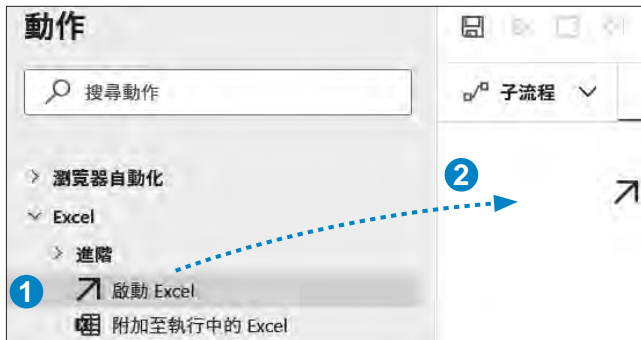 動作
搜尋動作
子流程
瀏覽器自動化
Excel
進階
1
啟動 Excel
附加至執行中的 Excel
2